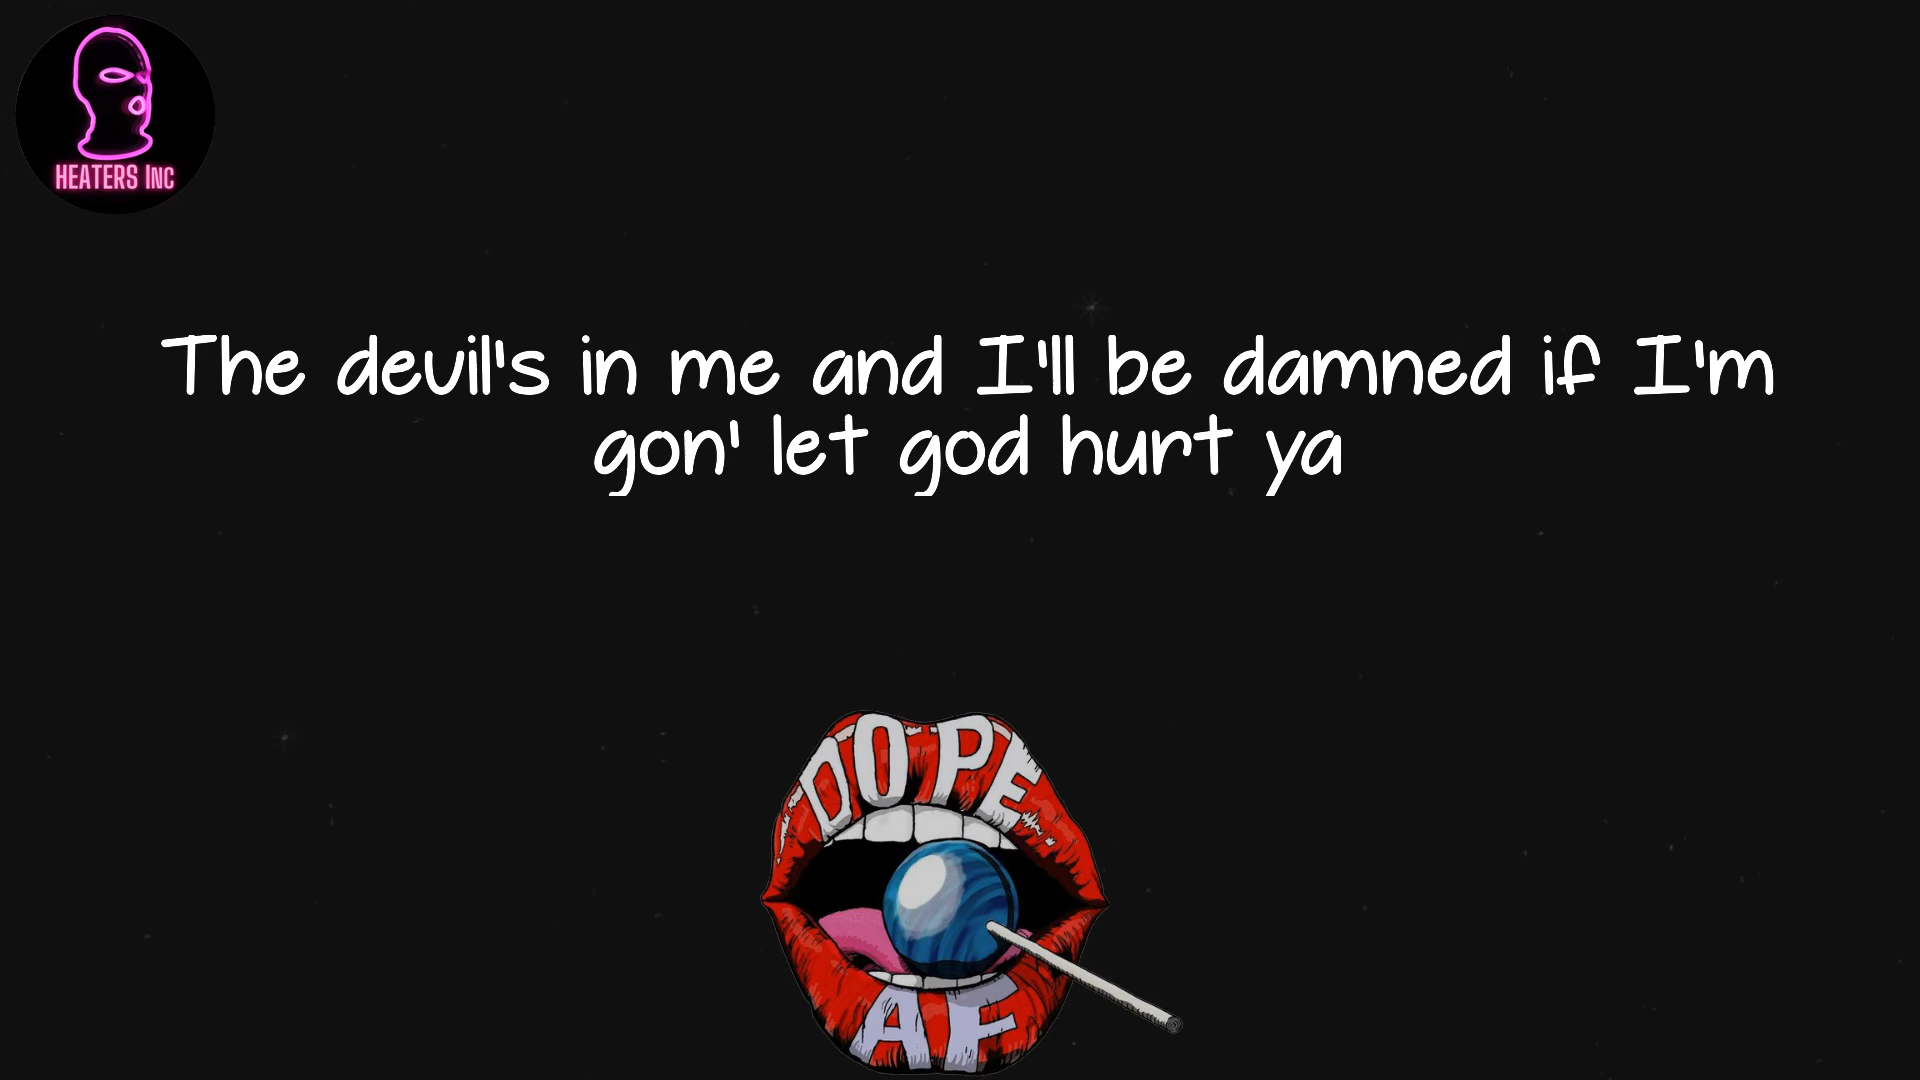 HEATERS INC
The devil's in me and I'll be damned if I'm
gon' let god hurt ya
DOPE
AF